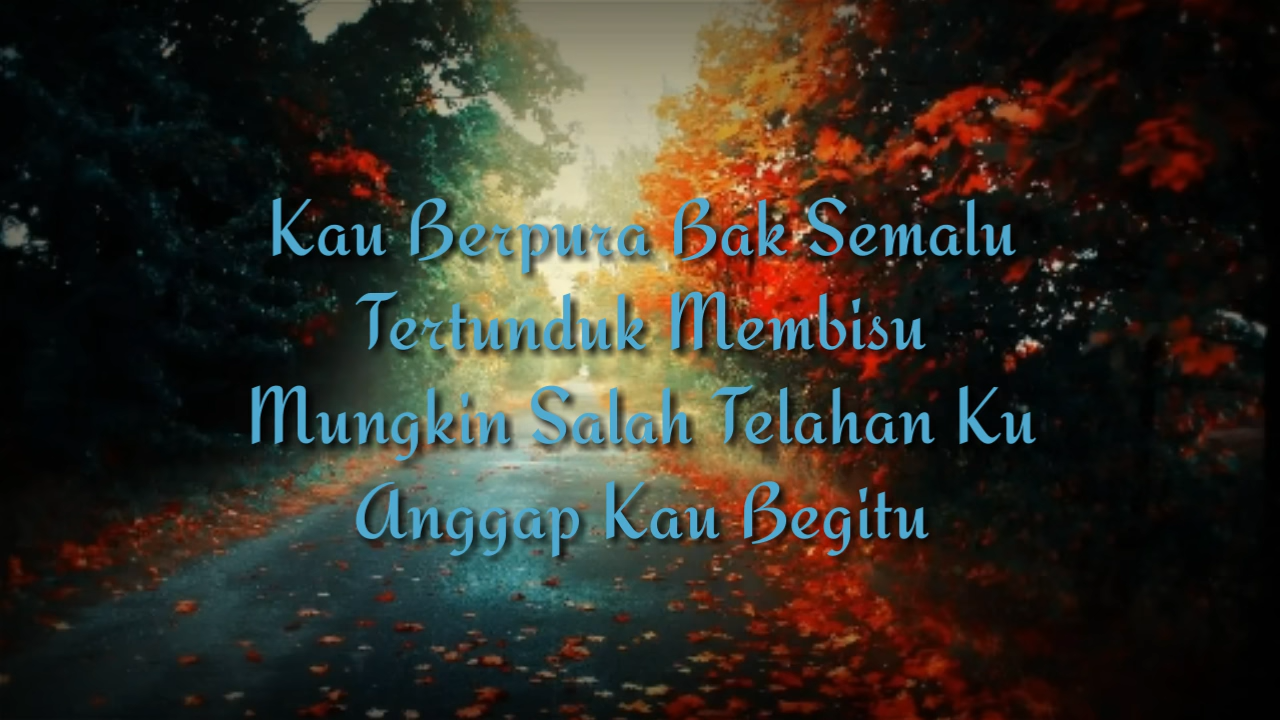 Kau Berpura Bak Semalu
Tertunduk Membisu
Mungkin Salah Telahan Ku
Anggap Kau Begitu